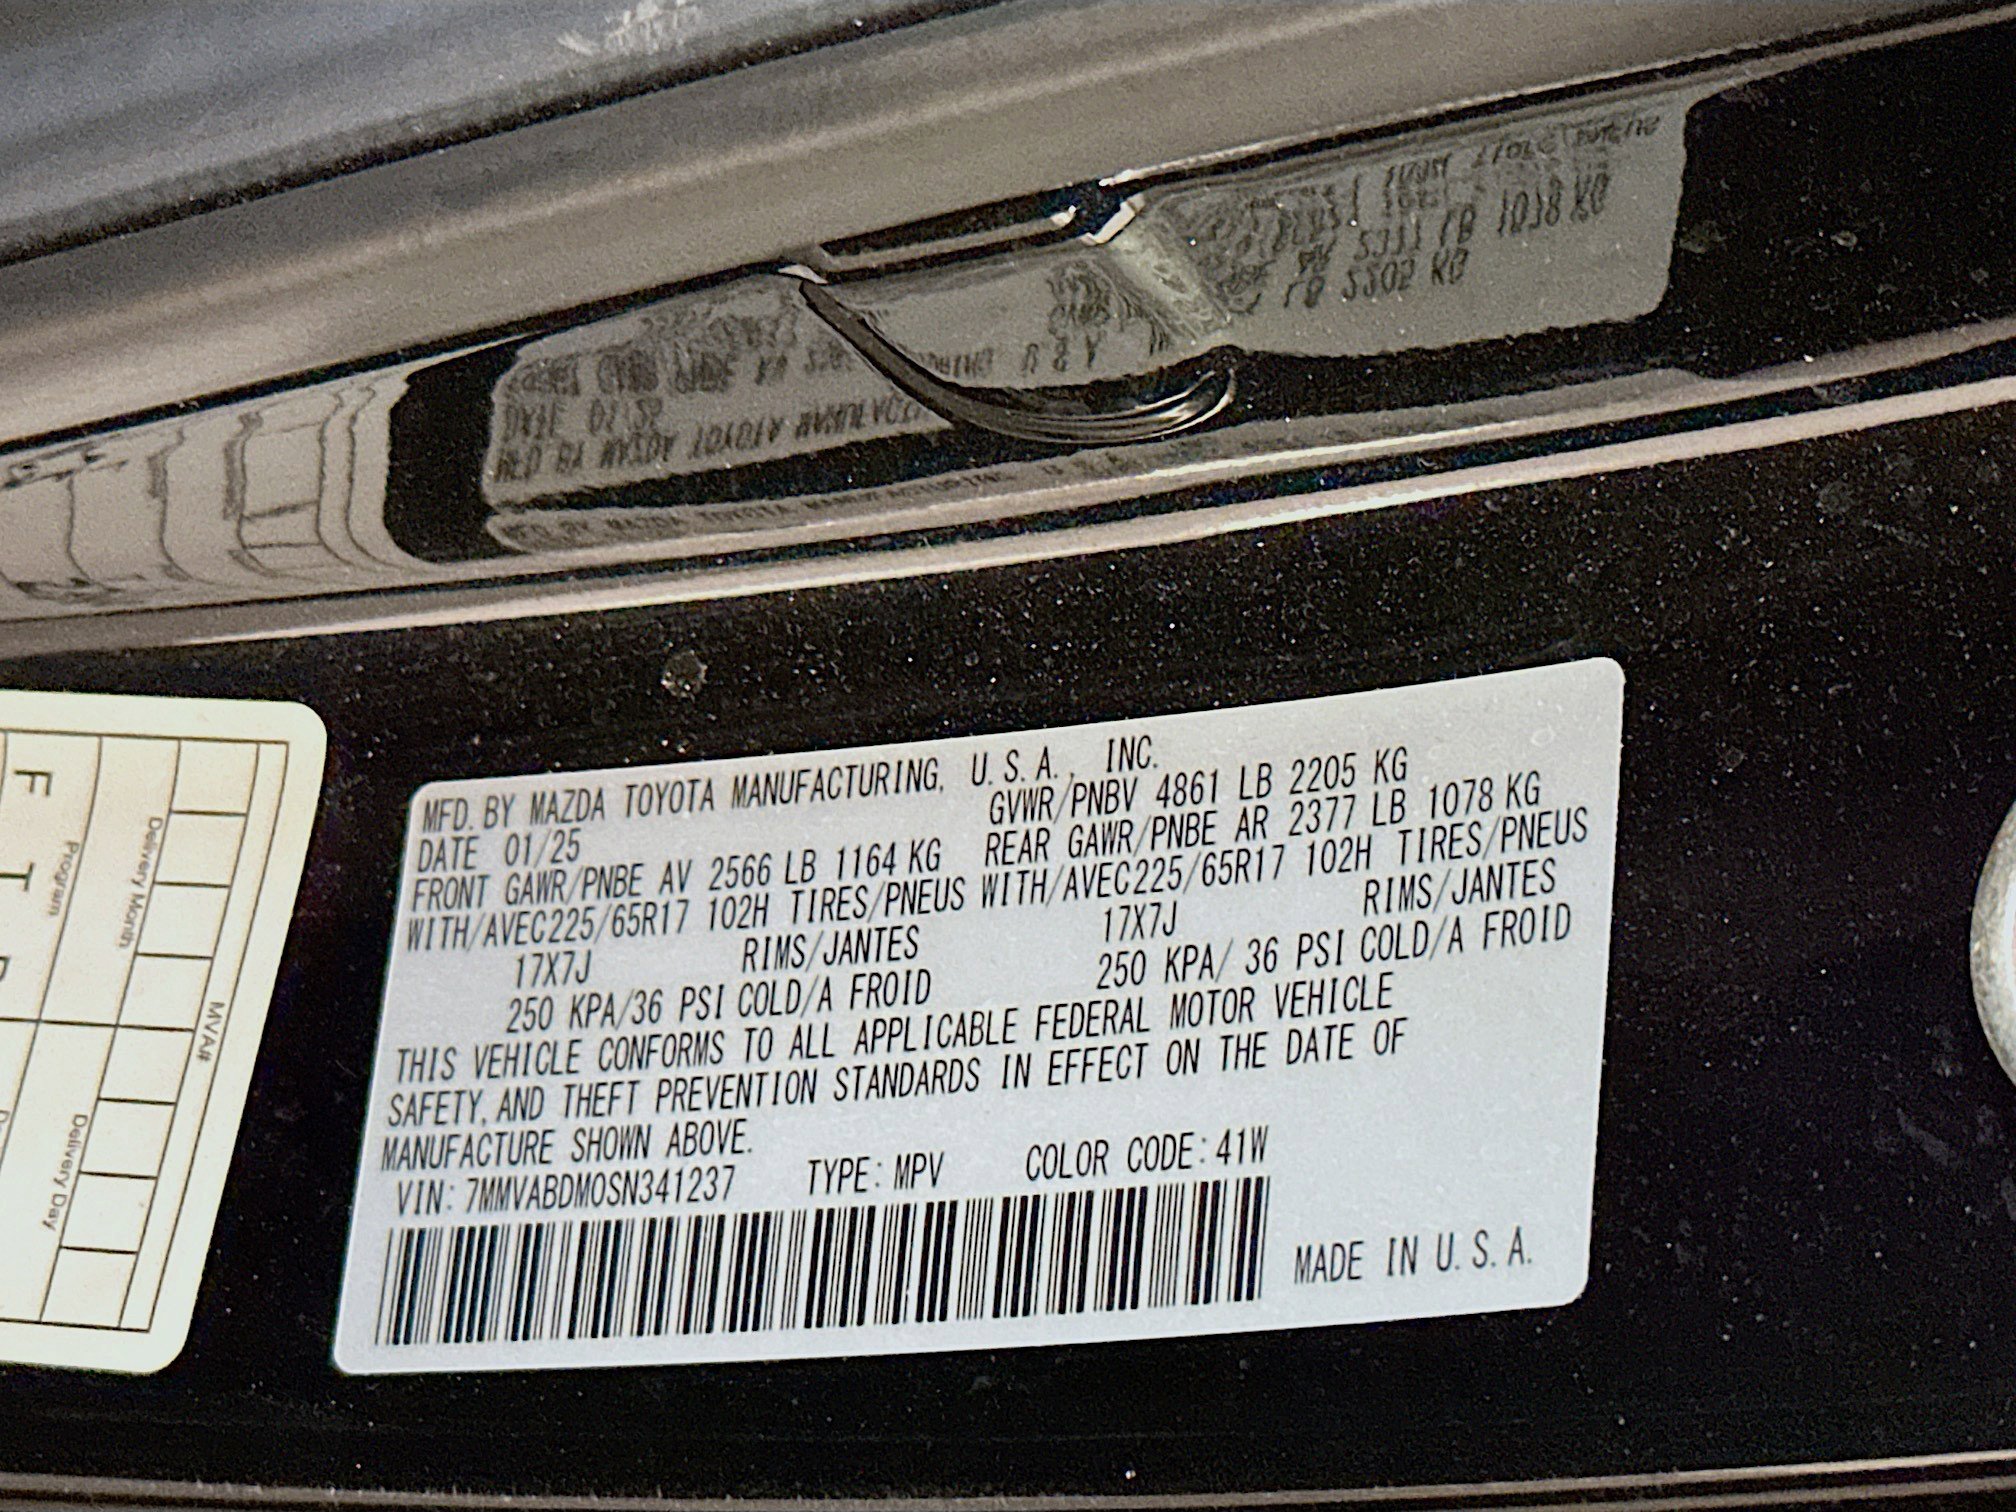 MFD. BY MAZDA TOYOTA MANUFACTURING, U.S.A., INC.
DATE 01/25 GVWR/PNBV 4861 LB 2205 KG
FRONT GAWR/PNBE AV 2566 LB 1164 KG REAR GAWR/PNBE AR 2377 LB 1078 KG
WITH/AVEC225/65R17 102H TIRES/PNEUS WITH/AVEC225/65R17 102H TIRES/PNEUS
17X7J RIMS/JANTES 17X7J RIMS/JANTES
250 KPA/36 PSI COLD/A FROID 250 KPA/ 36 PSI COLD/A FROID
THIS VEHICLE CONFORMS TO ALL APPLICABLE FEDERAL MOTOR VEHICLE
SAFETY, AND THEFT PREVENTION STANDARDS IN EFFECT ON THE DATE OF
MANUFACTURE SHOWN ABOVE.
VIN: 7MMVABDM0SN341237 TYPE: MPV COLOR CODE: 41W
MADE IN U.S.A.
MVA#
Delivery Month
Delivery Day
Program